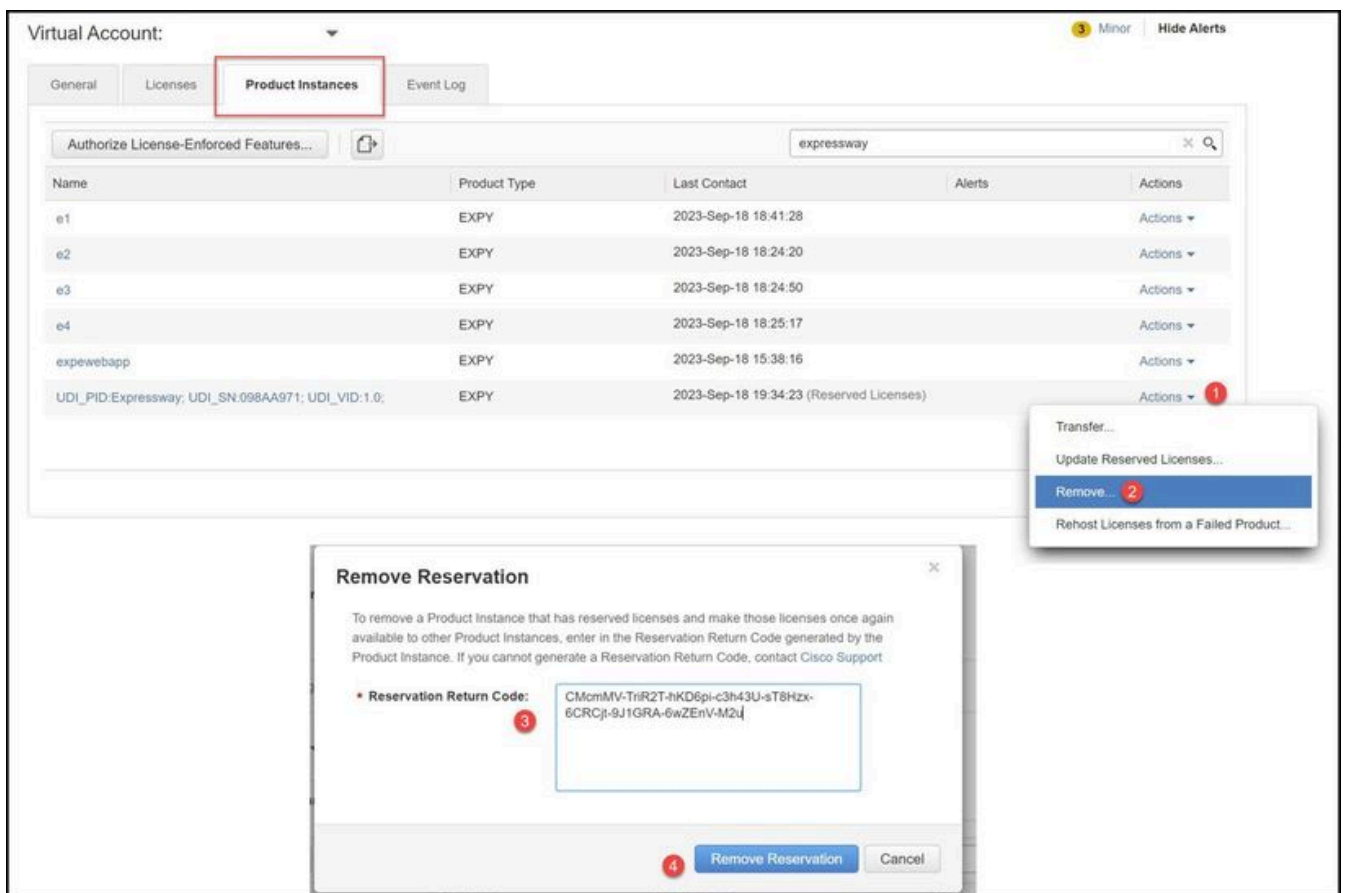 Virtual Account:
3 Minor Hide Alerts
General Licenses Product Instances Event Log
Authorize License-Enforced Features... expressway
Name Product Type Last Contact Alerts Actions
e1 EXPY 2023-Sep-18 18:41:28 Actions
e2 EXPY 2023-Sep-18 18:24:20 Actions
e3 EXPY 2023-Sep-18 18:24:50 Actions
e4 EXPY 2023-Sep-18 18:25:17 Actions
expewebapp EXPY 2023-Sep-18 15:38:16 Actions
UDI_PID:Expressway; UDI_SN:098AA971; UDI_VID:1.0; EXPY 2023-Sep-18 19:34:23 (Reserved Licenses) Actions 1
Transfer...
Update Reserved Licenses...
Remove... 2
Rehost Licenses from a Failed Product...
Remove Reservation
To remove a Product Instance that has reserved licenses and make those licenses once again
available to other Product Instances, enter in the Reservation Return Code generated by the
Product Instance. If you cannot generate a Reservation Return Code, contact Cisco Support
* Reservation Return Code: CMcmMV-TriR2T-hKD6pi-c3h43U-sT8Hzx-
3 6CRCjt-9J1GRA-6wZEnV-M2u
4 Remove Reservation Cancel